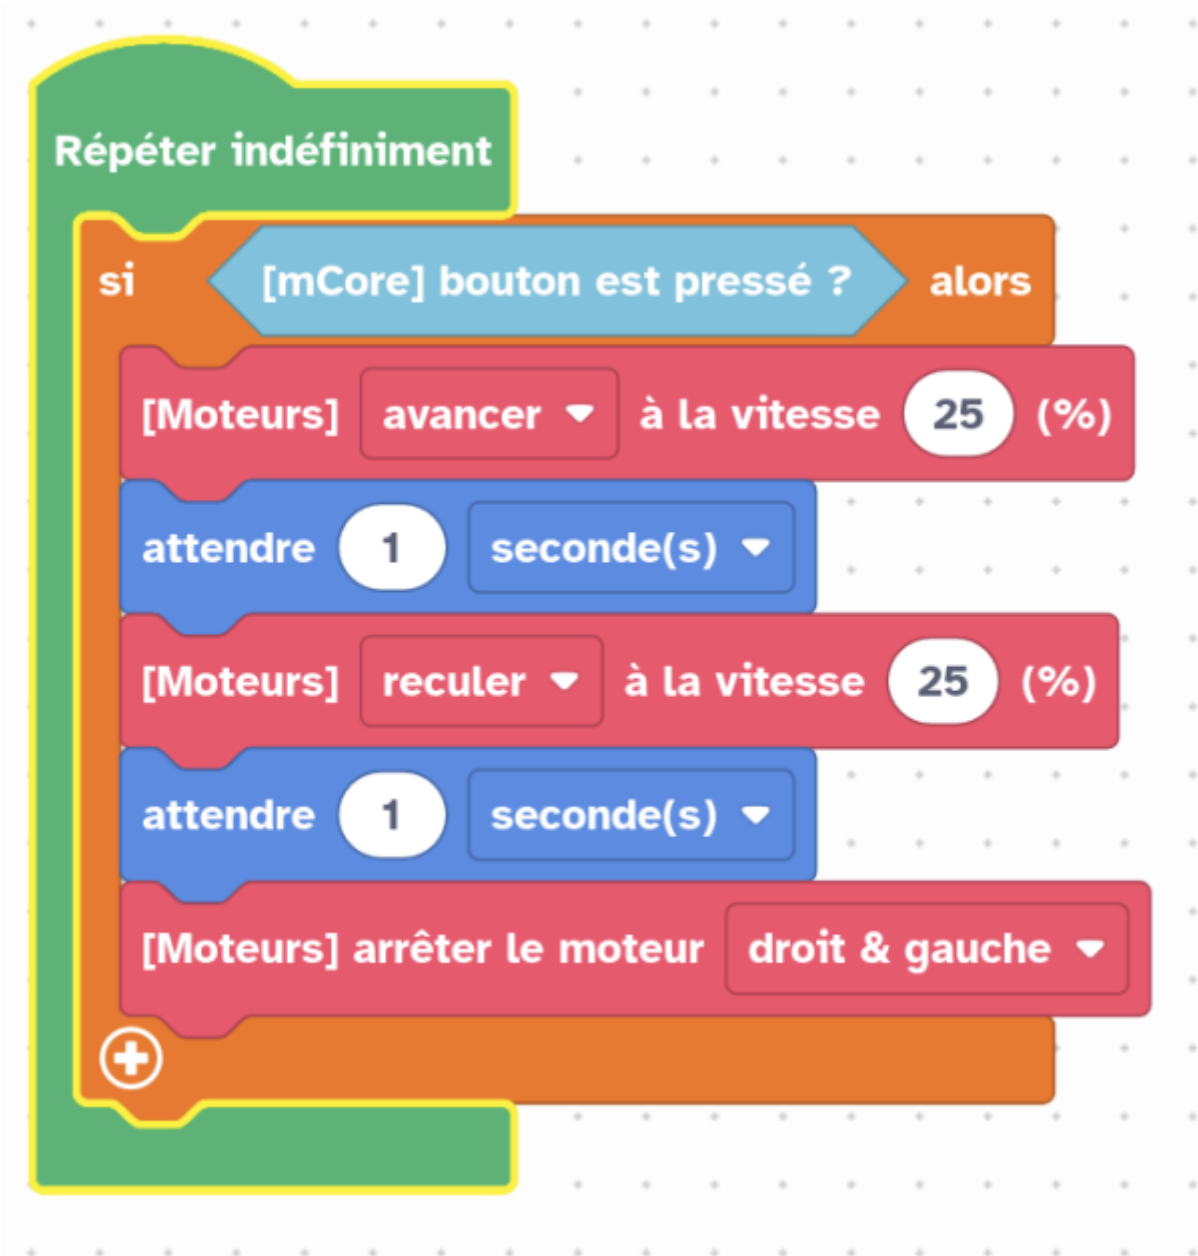 Répéter indéfiniment
si [mCore] bouton est pressé ? alors
[Moteurs] avancer à la vitesse 25 (%)
attendre 1 seconde(s)
[Moteurs] reculer à la vitesse 25 (%)
attendre 1 seconde(s)
[Moteurs] arrêter le moteur droit & gauche